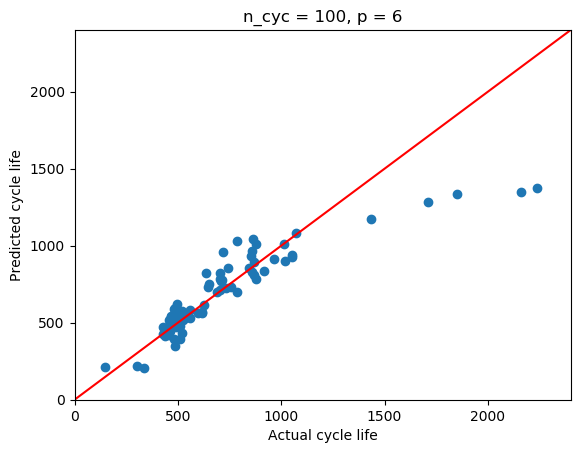 n_cyc = 100, p = 6
Predicted cycle life
2000
1500
1000
500
0
0 500 1000 1500 2000
Actual cycle life